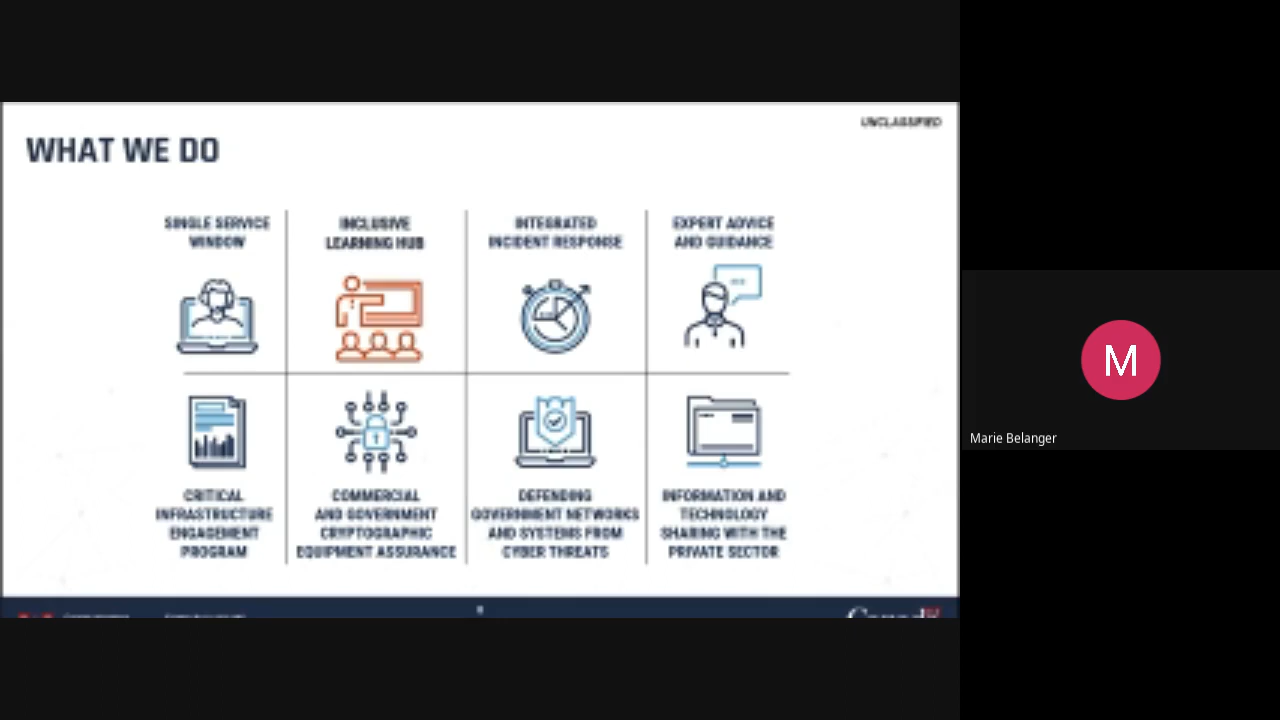 UNCLASSIFIED
WHAT WE DO
SINGLE SERVICE
WINDOW
INCLUSIVE
LEARNING HUB
INTEGRATED
INCIDENT RESPONSE
EXPERT ADVICE
AND GUIDANCE
CRITICAL
INFRASTRUCTURE
ENGAGEMENT
PROGRAM
COMMERCIAL
AND GOVERNMENT
CRYPTOGRAPHIC
EQUIPMENT ASSURANCE
DEFENDING
GOVERNMENT NETWORKS
AND SYSTEMS FROM
CYBER THREATS
INFORMATION AND
TECHNOLOGY
SHARING WITH THE
PRIVATE SECTOR
Canada
M
Marie Belanger